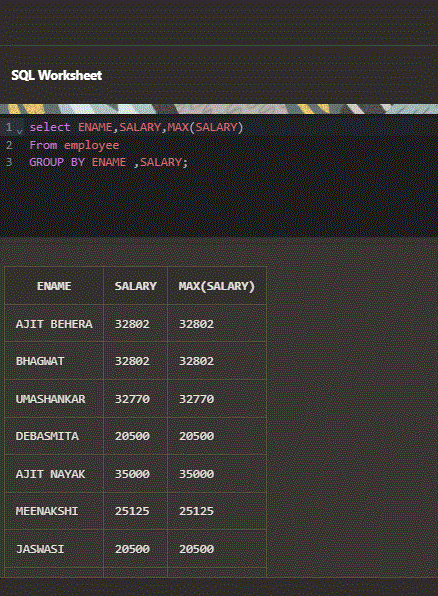 SQL Worksheet
1 select ENAME,SALARY,MAX(SALARY)
2 From employee
3 GROUP BY ENAME ,SALARY;
ENAME SALARY MAX(SALARY)
AJIT BEHERA 32802 32802
BHAGWAT 32802 32802
UMASHANKAR 32770 32770
DEBASMITA 20500 20500
AJIT NAYAK 35000 35000
MEENAKSHI 25125 25125
JASWASI 20500 20500